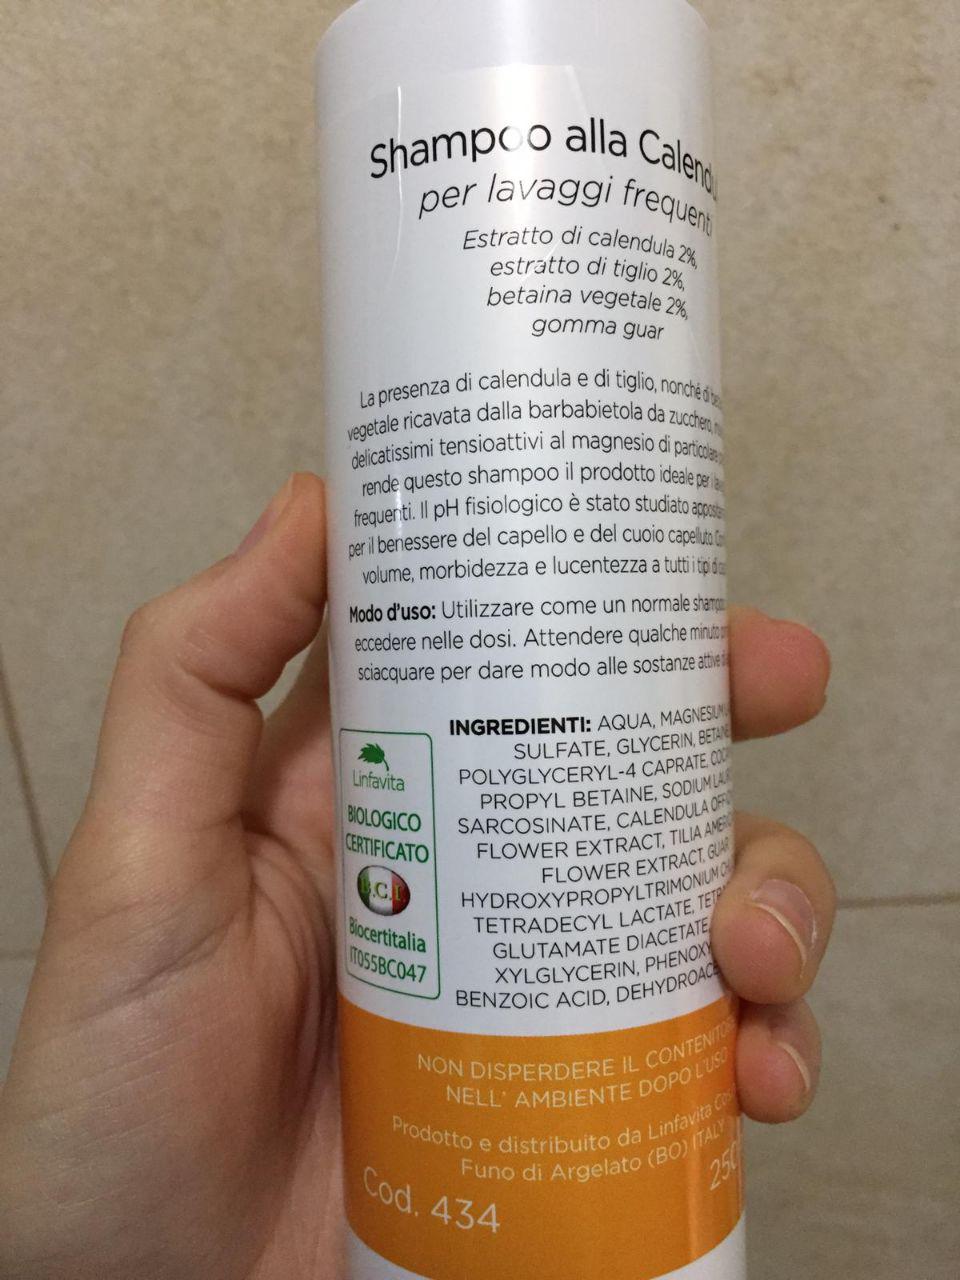 Shampoo alla Calendu
per lavaggi frequenti
Estratto di calendula 2%,
estratto di tiglio 2%,
betaina vegetale 2%,
gomma guar
La presenza di calendula e di tiglio, nonché di
vegetale ricavata dalla barbabietola da zucchero,
delicatissimi tensioattivi al magnesio di particolare
rende questo shampoo il prodotto ideale per i
frequenti. Il pH fisiologico è stato studiato
per il benessere del capello e del cuoio capelluto.
volume, morbidezza e lucentezza a tutti i tipi di
Modo d'uso: Utilizzare come un normale shampoo
eccedere nelle dosi. Attendere qualche minuto
sciacquare per dare modo alle sostanze attive
INGREDIENTI: AQUA, MAGNESIUM
SULFATE, GLYCERIN, BETAINE
POLYGLYCERYL-4 CAPRATE,
PROPYL BETAINE, SODIUM
SARCOSINATE, CALENDULA
FLOWER EXTRACT, TILIA
FLOWER EXTRACT, GUAR
HYDROXYPROPYLTRIMONIUM
TETRADECYL LACTATE,
GLUTAMATE DIACETATE,
XYLGLYCERIN, PHENOXY
BENZOIC ACID, DEHYDROACE
Linfavita
BIOLOGICO
CERTIFICATO
B.C.I.
Biocertitalia
IT055BC047
NON DISPERDERE IL CONTENITORE
NELL' AMBIENTE DOPO L'USO
Prodotto e distribuito da Linfavita
Funo di Argelato (BO) ITALY
Cod. 434
250